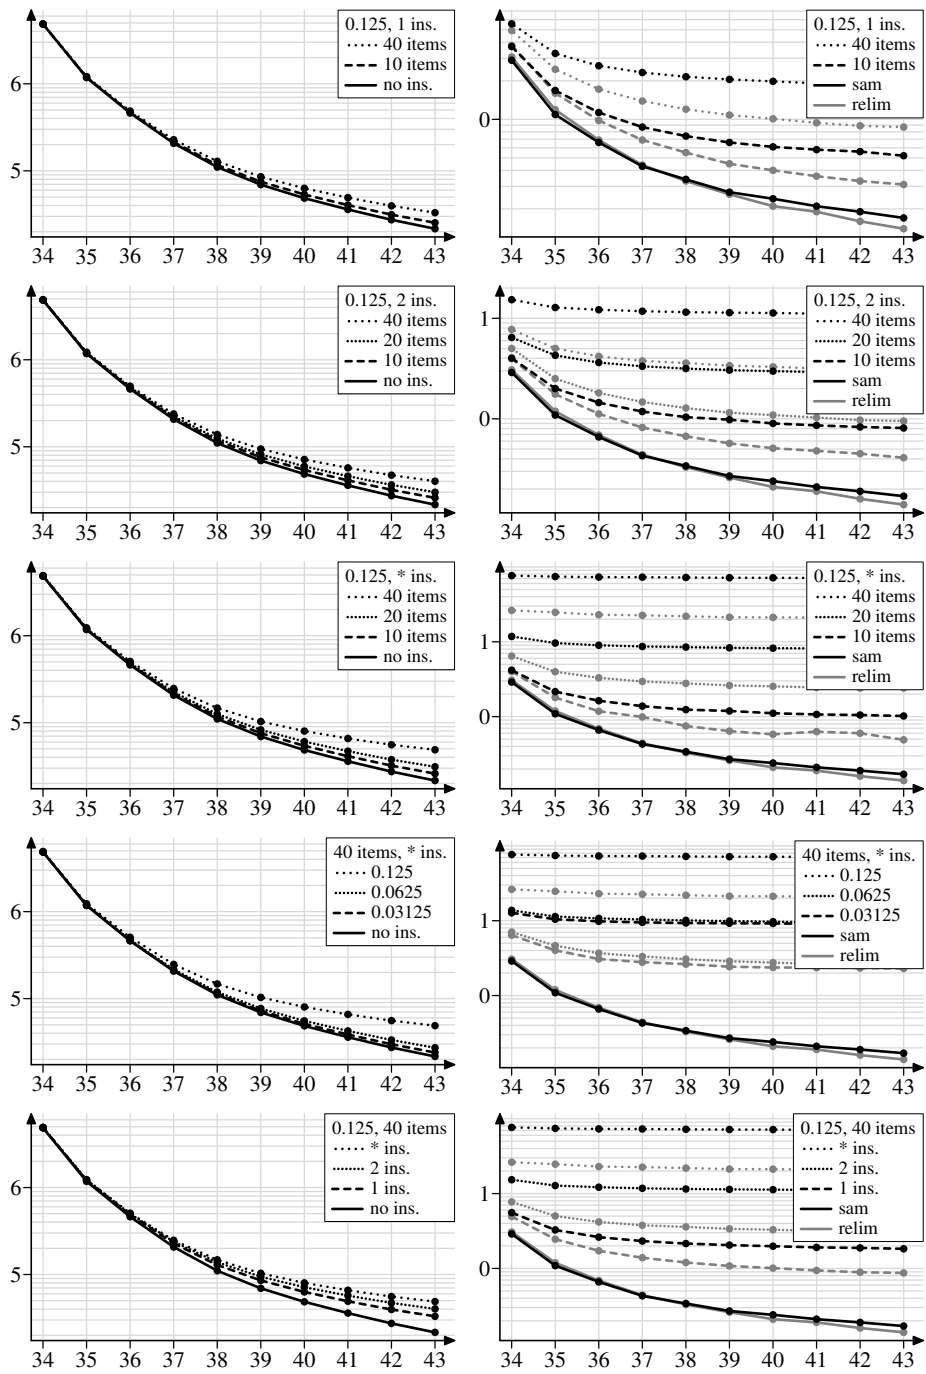 0.125, 1 ins.
40 items
10 items
no ins.
6
5
34 35 36 37 38 39 40 41 42 43
0.125, 1 ins.
40 items
10 items
sam
relim
0
34 35 36 37 38 39 40 41 42 43
0.125, 2 ins.
40 items
20 items
10 items
no ins.
6
5
34 35 36 37 38 39 40 41 42 43
0.125, 2 ins.
40 items
20 items
10 items
sam
relim
1
0
34 35 36 37 38 39 40 41 42 43
0.125, * ins.
40 items
20 items
10 items
no ins.
6
5
34 35 36 37 38 39 40 41 42 43
0.125, * ins.
40 items
20 items
10 items
sam
relim
1
0
34 35 36 37 38 39 40 41 42 43
40 items, * ins.
0.125
0.0625
0.03125
no ins.
6
5
34 35 36 37 38 39 40 41 42 43
40 items, * ins.
0.125
0.0625
0.03125
sam
relim
1
0
34 35 36 37 38 39 40 41 42 43
0.125, 40 items
* ins.
2 ins.
1 ins.
no ins.
6
5
34 35 36 37 38 39 40 41 42 43
0.125, 40 items
* ins.
2 ins.
1 ins.
sam
relim
1
0
34 35 36 37 38 39 40 41 42 43